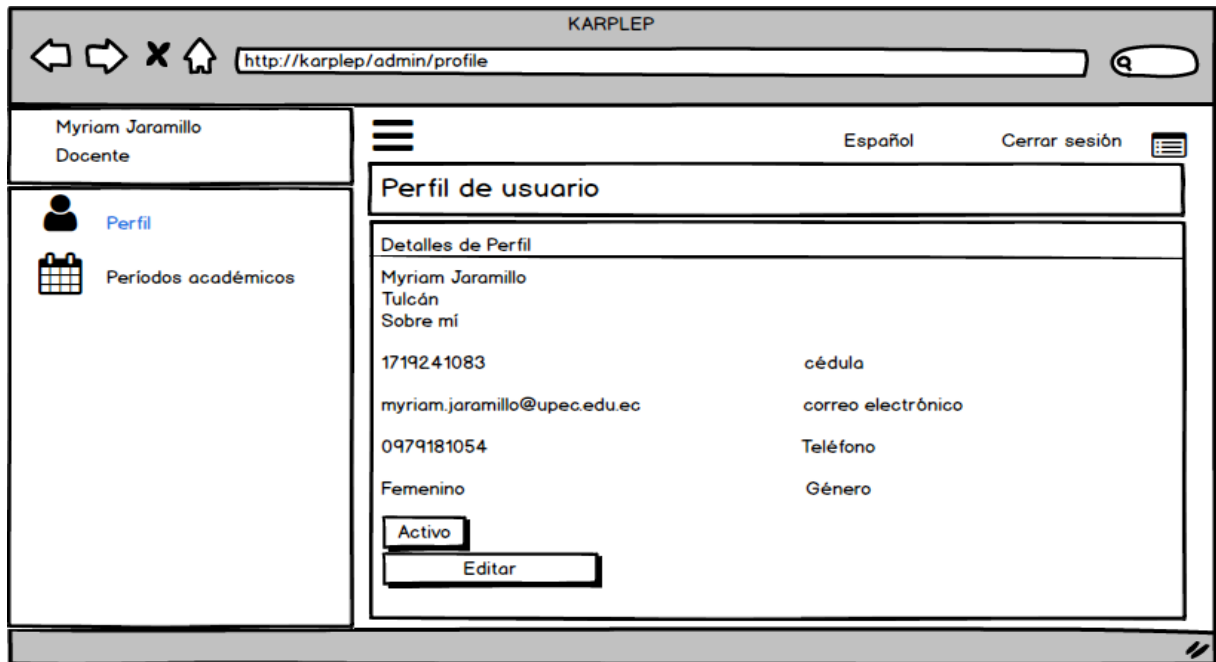 KARPLEP
http://karplep/admin/profile
Myriam Jaramillo
Docente
Español Cerrar sesión
Perfil de usuario
Perfil
Períodos académicos
Detalles de Perfil
Myriam Jaramillo
Tulcán
Sobre mí
1719241083 cédula
myriam.jaramillo@upec.edu.ec correo electrónico
0979181054 Teléfono
Femenino Género
Activo
Editar